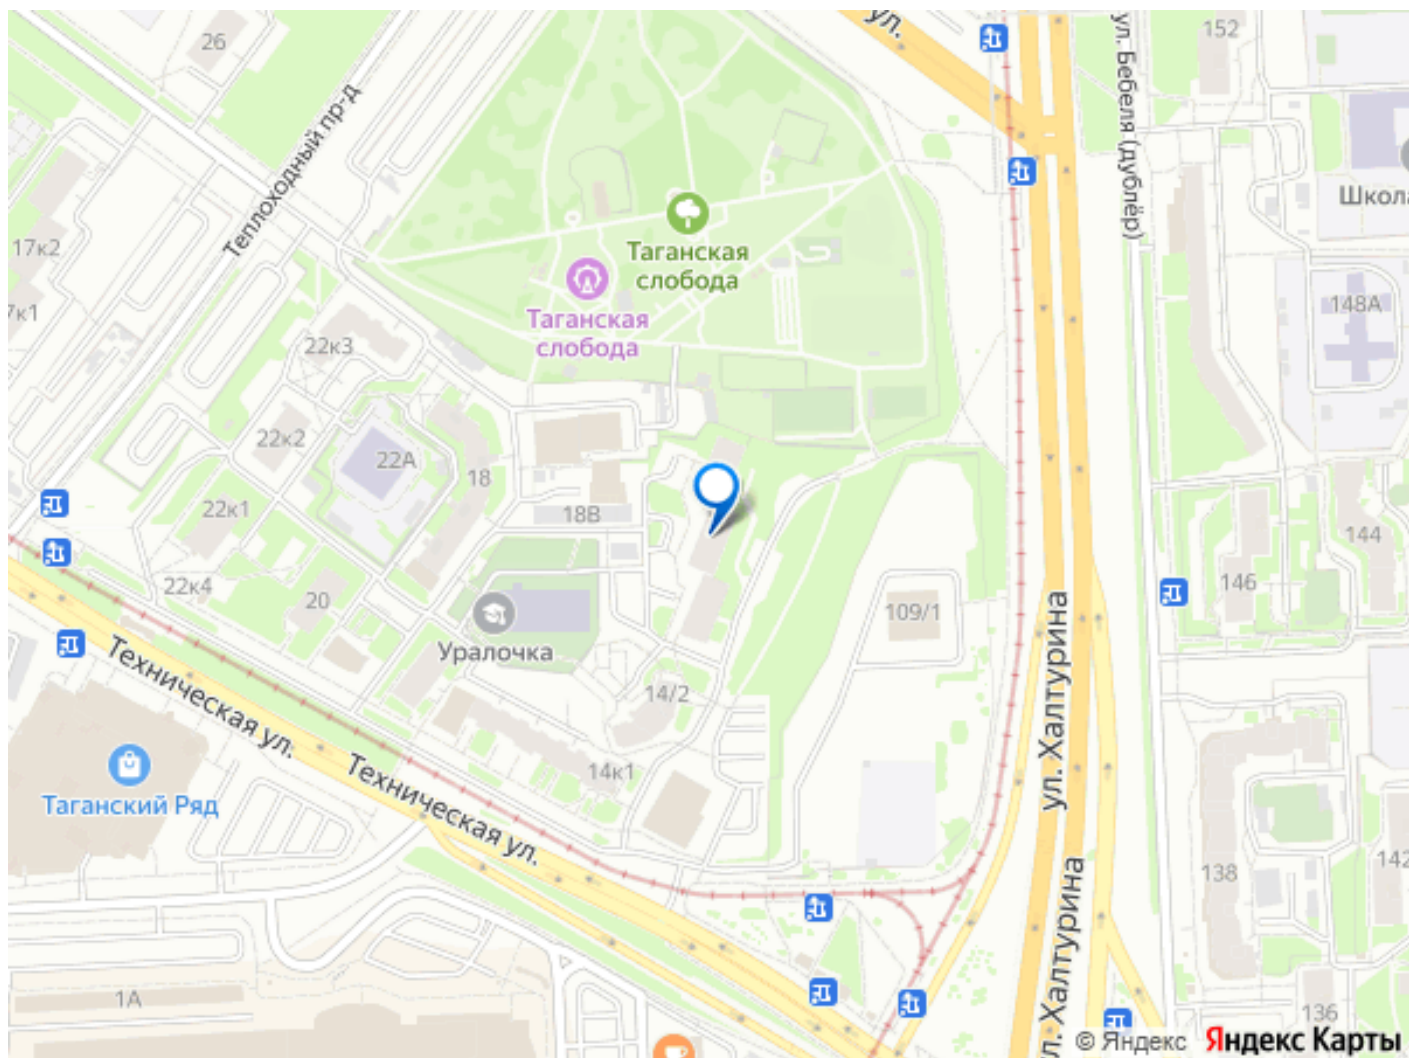 26
ул.
ул. Бебеля (дублёр)
152
Теплоходный пр-д
Школа
17к2
Таганская
слобода
Таганская
слобода
148А
7к1
22к3
22к2
22А
18
22к1
18В
144
146
22к4
20
109/1
Уралочка
14/2
ул. Халтурина
Техническая ул.
14к1
Таганский Ряд
Техническая ул.
138
142
ул. Халтурина
1А
136
© Яндекс Яндекс Карты